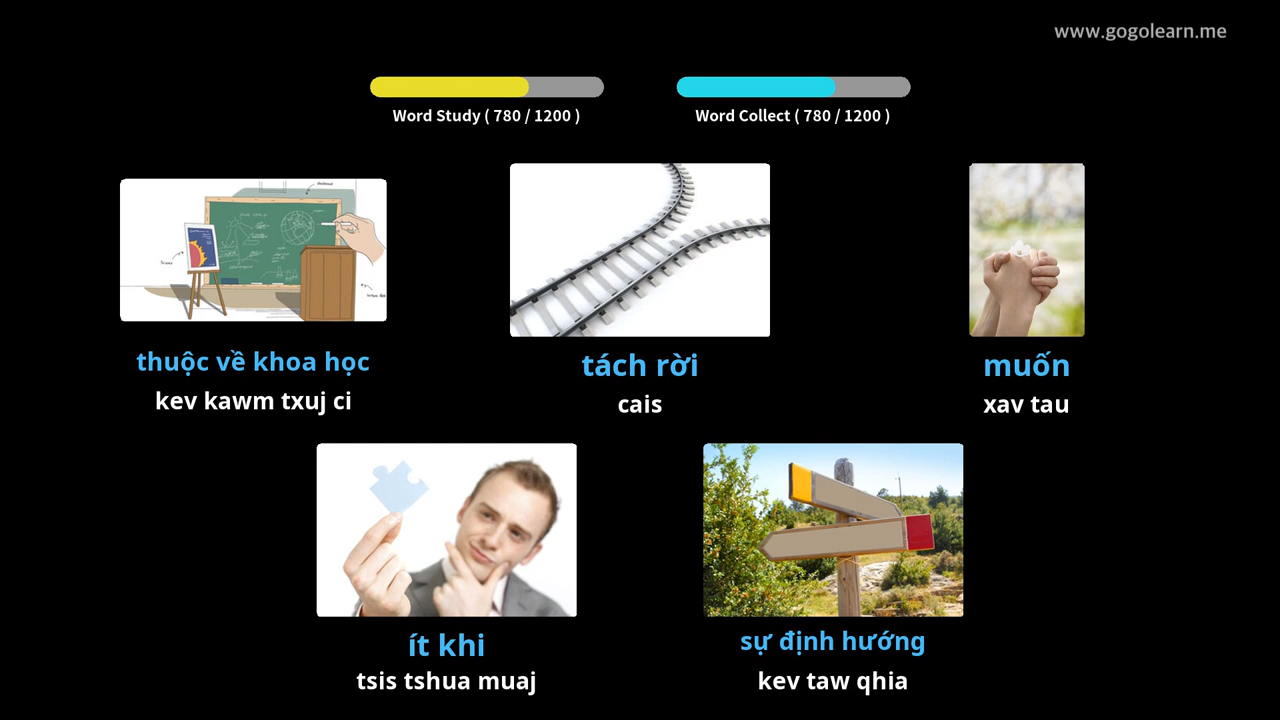 www.gogolearn.me
Word Study ( 780 / 1200 )
Word Collect ( 780 / 1200 )
thuộc về khoa học
kev kawm txuj ci
tách rời
cais
muốn
xav tau
ít khi
tsis tshua muaj
sự định hướng
kev taw qhia